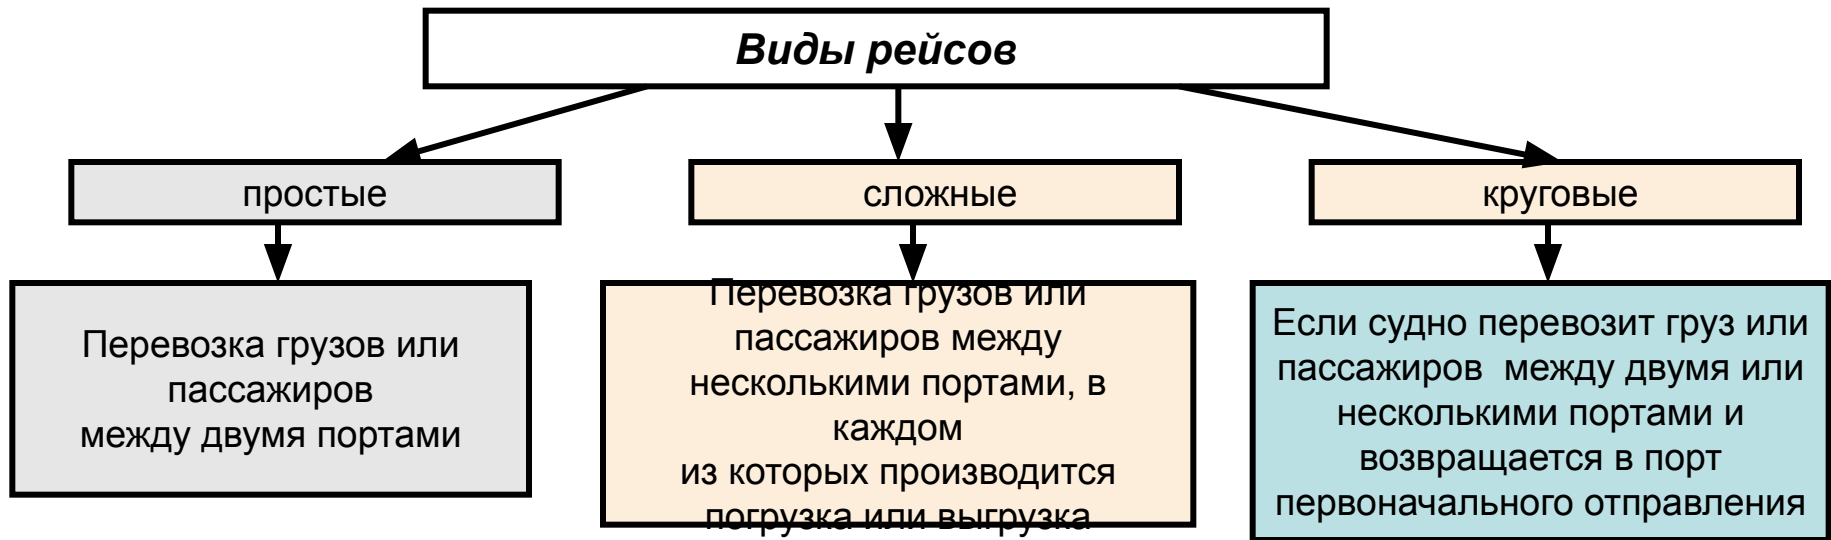 Виды рейсов
простые
сложные
круговые
Перевозка грузов или
пассажиров
между двумя портами
Перевозка грузов или
пассажиров между
несколькими портами, в
каждом
из которых производится
погрузка или выгрузка
Если судно перевозит груз или
пассажиров  между двумя или
несколькими портами и
возвращается в порт
первоначального отправления